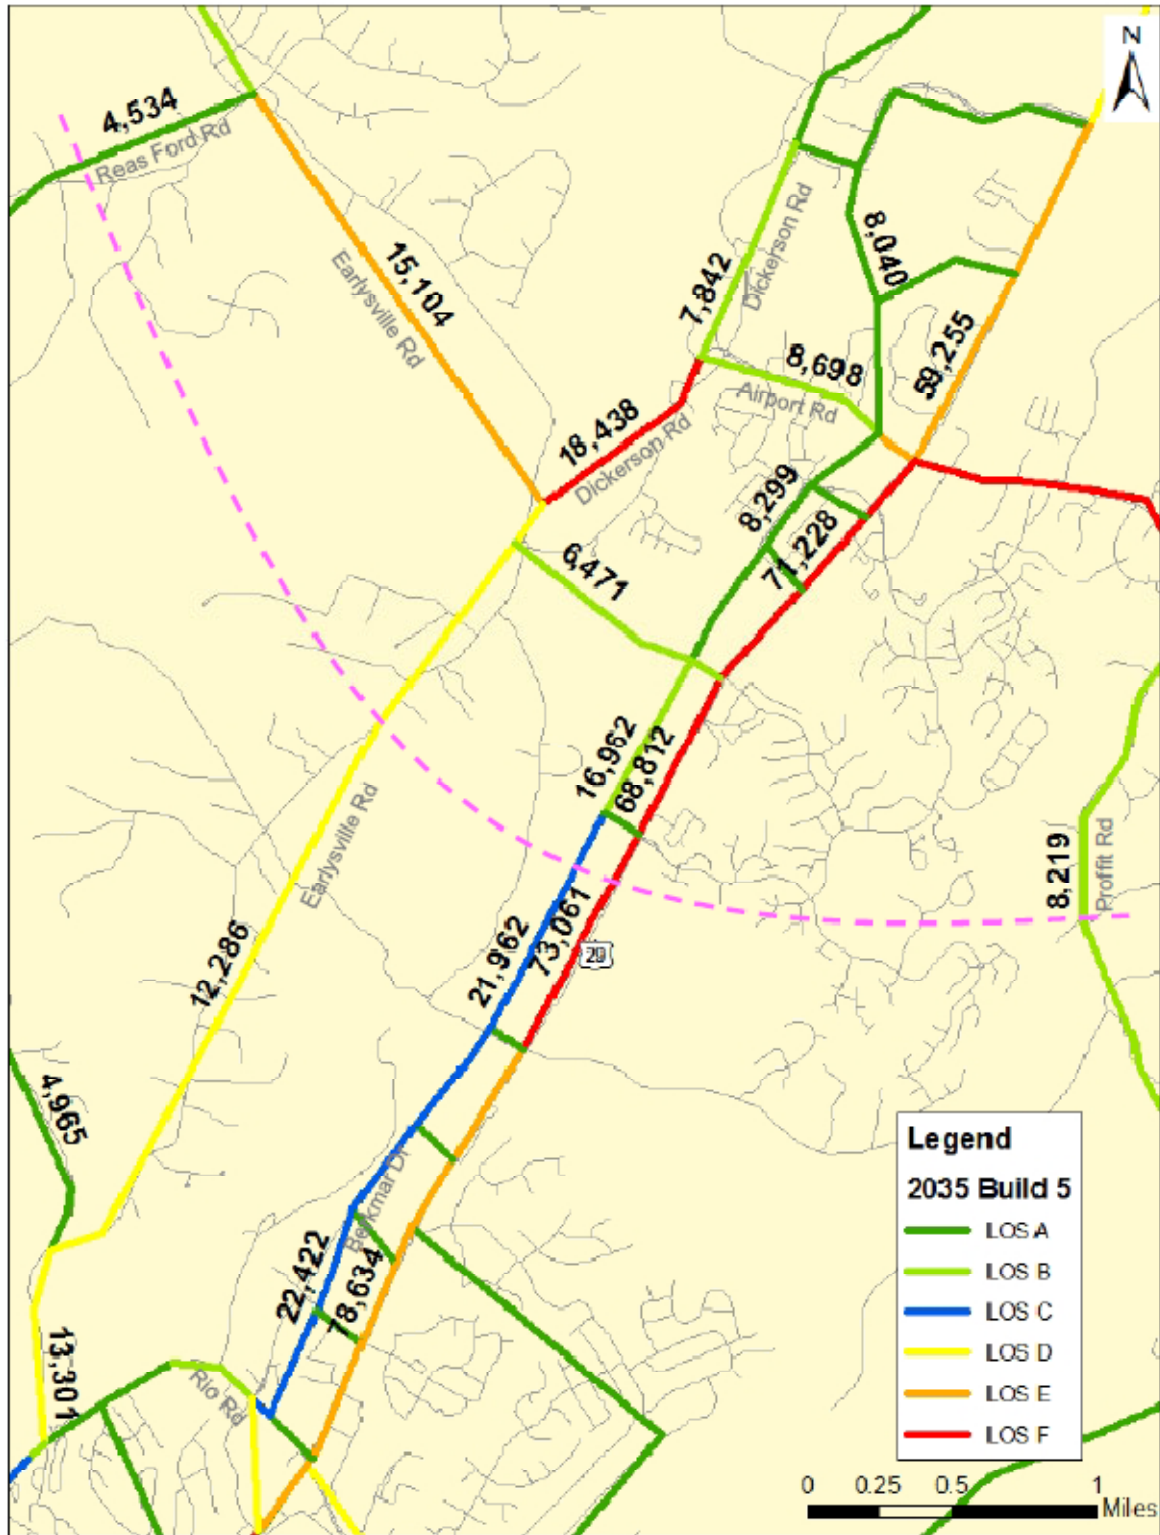 N
4,534
Reas Ford Rd
15,104
Earlysville Rd
8,040
7,842
Dickerson Rd
59,255
8,698
Airport Rd
18,438
Dickerson Rd
8,299
71,228
6,471
16,962
68,812
8,219
Proffit Rd
Earlysville Rd
21,962
73,061
29
12,286
4,965
Berkmar Dr
22,422
78,634
13,301
Rio Rd
Legend
2035 Build 5
LOS A
LOS B
LOS C
LOS D
LOS E
LOS F
0 0.25 0.5 1
Miles